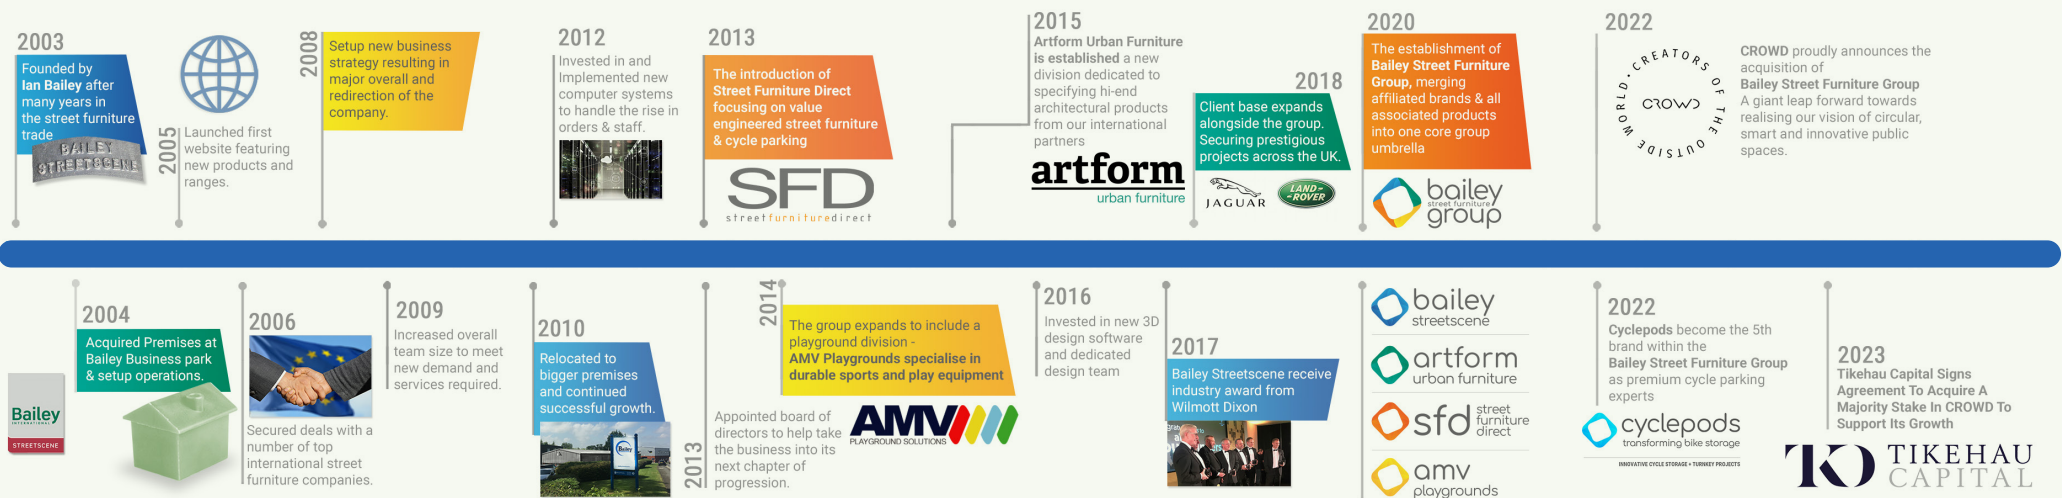 2003
Founded by
Ian Bailey after
many years in
the street furniture
trade
BAILEY
STREETSCENE
2005
Launched first
website featuring
new products and
ranges.
2008
Setup new business
strategy resulting in
major overall and
redirection of the
company.
2012
Invested in and
Implemented new
computer systems
to handle the rise in
orders & staff.
2013
The introduction of
Street Furniture Direct
focusing on value
engineered street furniture
& cycle parking
SFD
streetfurnituredirect
2015
Artform Urban Furniture
is established a new
division dedicated to
specifying hi-end
architectural products
from our international
partners
artform
urban furniture
2018
Client base expands
alongside the group.
Securing prestigious
projects across the UK.
JAGUAR
LAND-
-ROVER
2020
The establishment of
Bailey Street Furniture
Group, merging
affiliated brands & all
associated products
into one core group
umbrella
bailey
street furniture
group
2022
CREATORS OF THE OUTSIDE WORLD •
CROWD
CROWD proudly announces the
acquisition of
Bailey Street Furniture Group
A giant leap forward towards
realising our vision of circular,
smart and innovative public
spaces.
2004
Acquired Premises at
Bailey Business park
& setup operations.
Bailey
INTERNATIONAL
STREETSCENE
2006
Secured deals with a
number of top
international street
furniture companies.
2009
Increased overall
team size to meet
new demand and
services required.
2010
Relocated to
bigger premises
and continued
successful growth.
Bailey
2013
Appointed board of
directors to help take
the business into its
next chapter of
progression.
2014
The group expands to include a
playground division -
AMV Playgrounds specialise in
durable sports and play equipment
AMV
PLAYGROUND SOLUTIONS
2016
Invested in new 3D
design software
and dedicated
design team
2017
Bailey Streetscene receive
industry award from
Wilmott Dixon
bailey
streetscene
artform
urban furniture
sfd street
furniture
direct
amv
playgrounds
2022
Cyclepods become the 5th
brand within the
Bailey Street Furniture Group
as premium cycle parking
experts
cyclepods
transforming bike storage
INNOVATIVE CYCLE STORAGE + TURNKEY PROJECTS
2023
Tikehau Capital Signs
Agreement To Acquire A
Majority Stake In CROWD To
Support Its Growth
TIKEHAU
CAPITAL